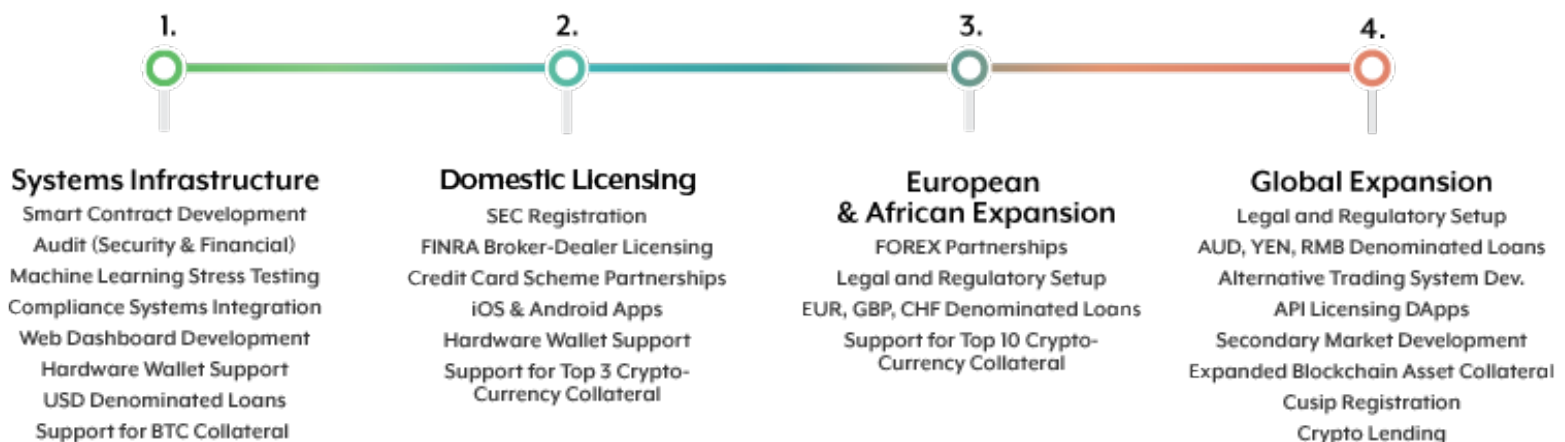 1.
Systems Infrastructure
Smart Contract Development
Audit (Security & Financial)
Machine Learning Stress Testing
Compliance Systems Integration
Web Dashboard Development
Hardware Wallet Support
USD Denominated Loans
Support for BTC Collateral
2.
Domestic Licensing
SEC Registration
FINRA Broker-Dealer Licensing
Credit Card Scheme Partnerships
iOS & Android Apps
Hardware Wallet Support
Support for Top 3 Crypto-
Currency Collateral
3.
European
& African Expansion
FOREX Partnerships
Legal and Regulatory Setup
EUR, GBP, CHF Denominated Loans
Support for Top 10 Crypto-
Currency Collateral
4.
Global Expansion
Legal and Regulatory Setup
AUD, YEN, RMB Denominated Loans
Alternative Trading System Dev.
API Licensing DApps
Secondary Market Development
Expanded Blockchain Asset Collateral
Cusip Registration
Crypto Lending